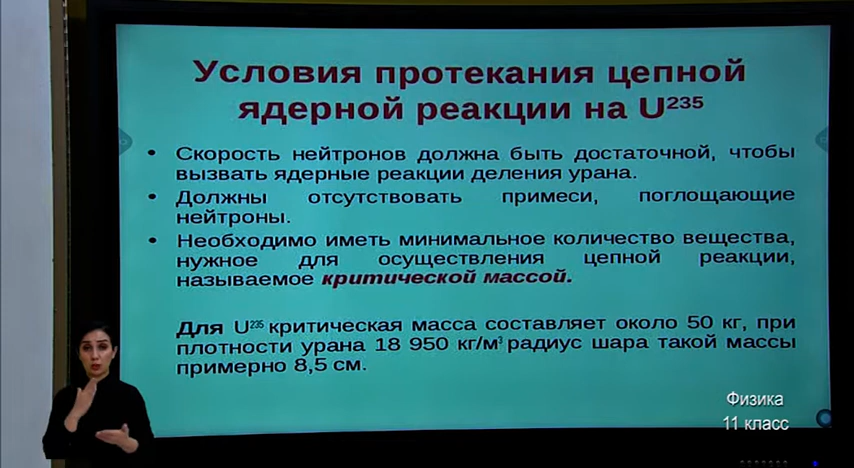 Условия протекания цепной
ядерной реакции на U²³⁵
• Скорость нейтронов должна быть достаточной, чтобы
вызвать ядерные реакции деления урана.
• Должны отсутствовать примеси, поглощающие
нейтроны.
• Необходимо иметь минимальное количество вещества,
нужное для осуществления цепной реакции,
называемое критической массой.
Для U²³⁵ критическая масса составляет около 50 кг, при
плотности урана 18 950 кг/м³ радиус шара такой массы
примерно 8,5 см.
Физика
11 класс